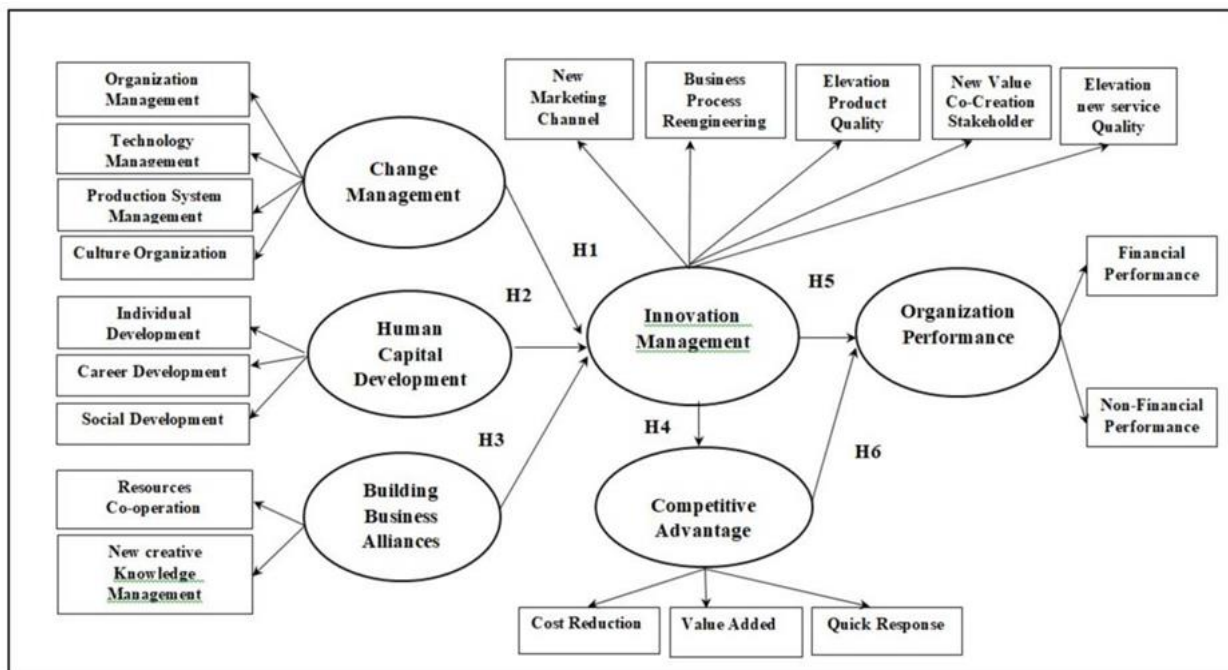 Organization
Management
Technology
Management
Production System
Management
Culture Organization
Change
Management
Individual
Development
Career Development
Social Development
Human
Capital
Development
Resources
Co-operation
New creative
Knowledge
Management
Building
Business
Alliances
H1
H2
H3
New
Marketing
Channel
Business
Process
Reengineering
Elevation
Product
Quality
New Value
Co-Creation
Stakeholder
Elevation
new service
Quality
Innovation
Management
H4
H5
H6
Competitive
Advantage
Cost Reduction
Value Added
Quick Response
Organization
Performance
Financial
Performance
Non-Financial
Performance